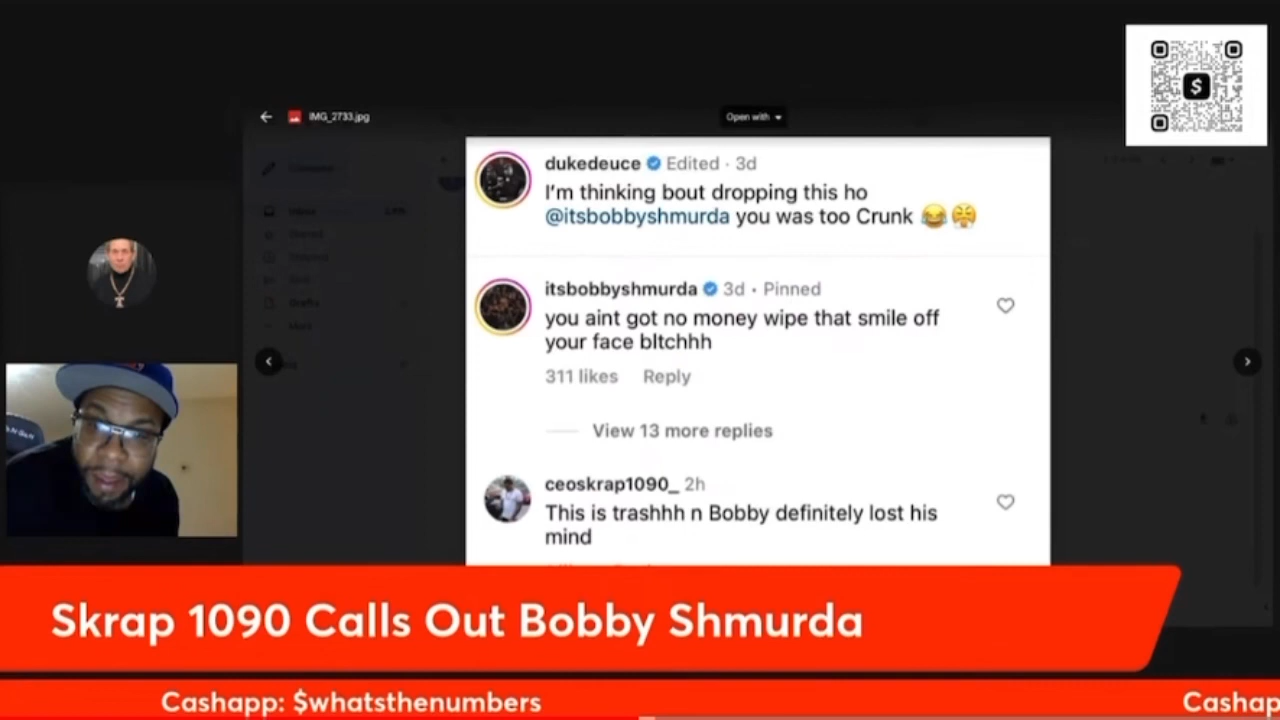 IMG_2733.jpg
Open with
$
dukedeuce Edited · 3d
I'm thinking bout dropping this ho
@itsbobbyshmurda you was too Crunk 😂😤
itsbobbyshmurda 3d · Pinned
you aint got no money wipe that smile off
your face bltchhh
311 likes Reply
View 13 more replies
ceoskrap1090_ 2h
This is trashhh n Bobby definitely lost his
mind
Skrap 1090 Calls Out Bobby Shmurda
Cashapp: $whatsthenumbers
Cashap